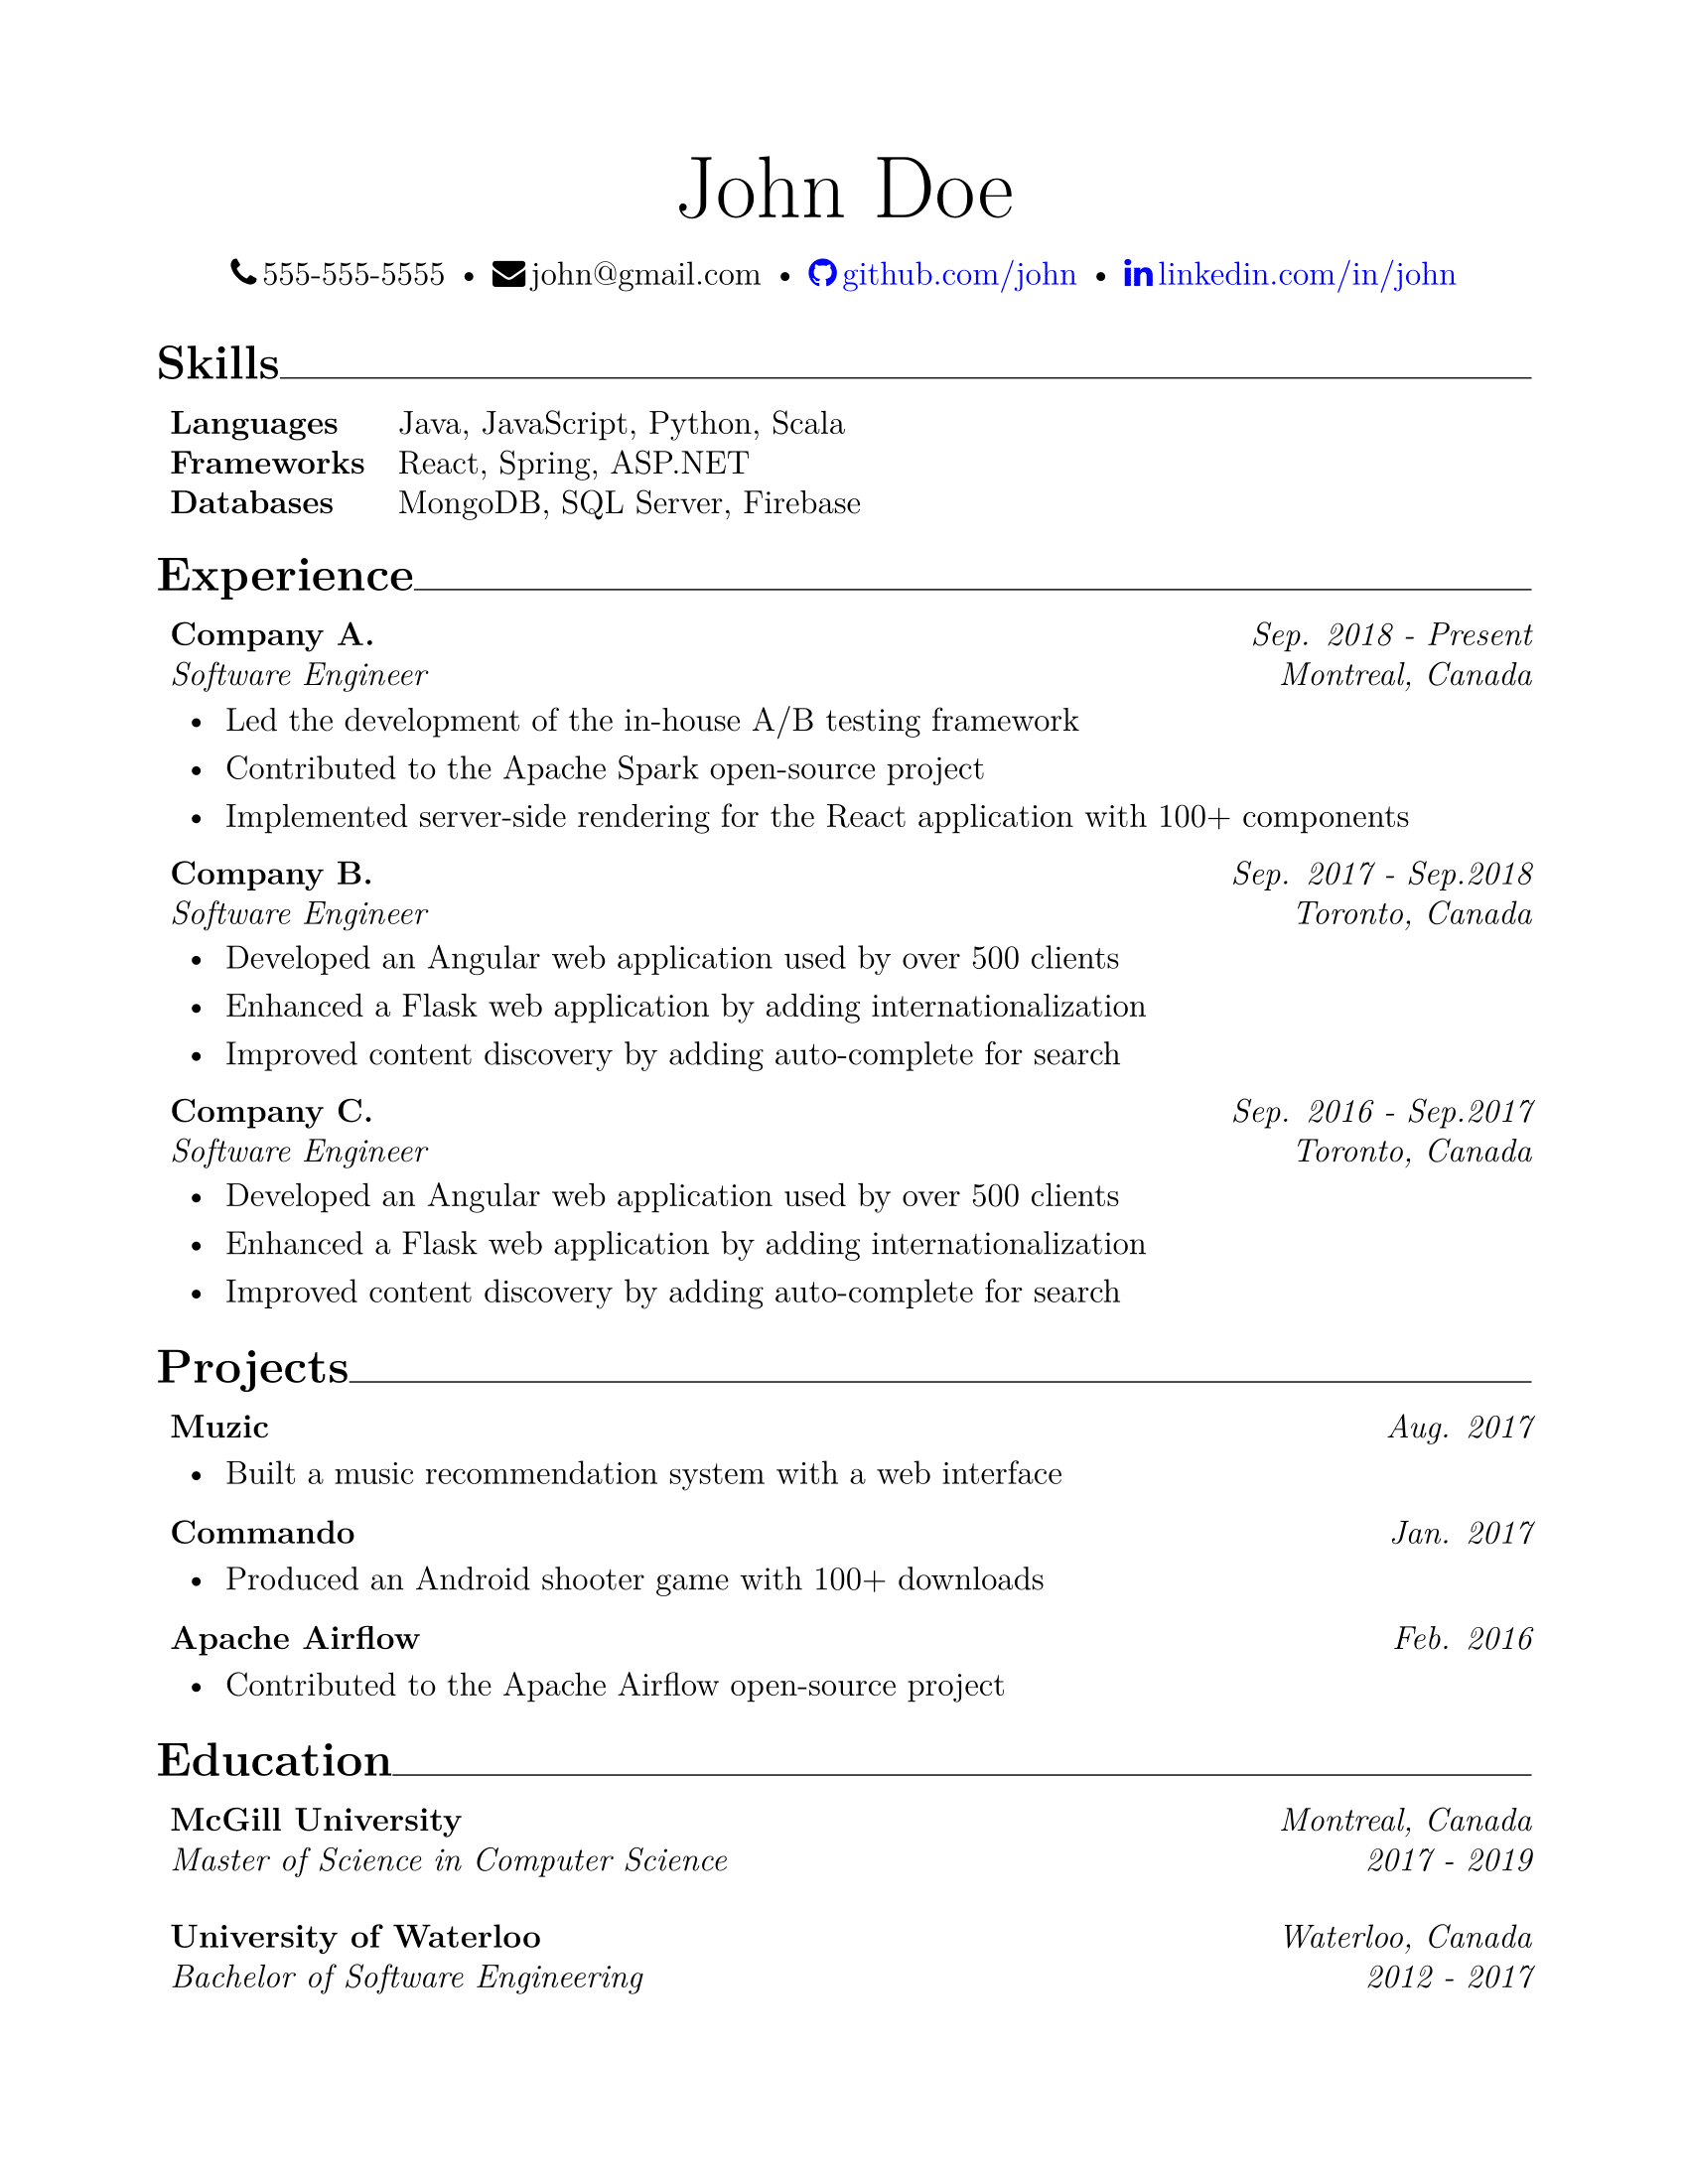 John Doe
555-555-5555 • john@gmail.com • github.com/john • linkedin.com/in/john
Skills
Languages Java, JavaScript, Python, Scala
Frameworks React, Spring, ASP.NET
Databases MongoDB, SQL Server, Firebase
Experience
Company A. Sep. 2018 - Present
Software Engineer Montreal, Canada
• Led the development of the in-house A/B testing framework
• Contributed to the Apache Spark open-source project
• Implemented server-side rendering for the React application with 100+ components
Company B. Sep. 2017 - Sep.2018
Software Engineer Toronto, Canada
• Developed an Angular web application used by over 500 clients
• Enhanced a Flask web application by adding internationalization
• Improved content discovery by adding auto-complete for search
Company C. Sep. 2016 - Sep.2017
Software Engineer Toronto, Canada
• Developed an Angular web application used by over 500 clients
• Enhanced a Flask web application by adding internationalization
• Improved content discovery by adding auto-complete for search
Projects
Muzic Aug. 2017
• Built a music recommendation system with a web interface
Commando Jan. 2017
• Produced an Android shooter game with 100+ downloads
Apache Airflow Feb. 2016
• Contributed to the Apache Airflow open-source project
Education
McGill University Montreal, Canada
Master of Science in Computer Science 2017 - 2019
University of Waterloo Waterloo, Canada
Bachelor of Software Engineering 2012 - 2017